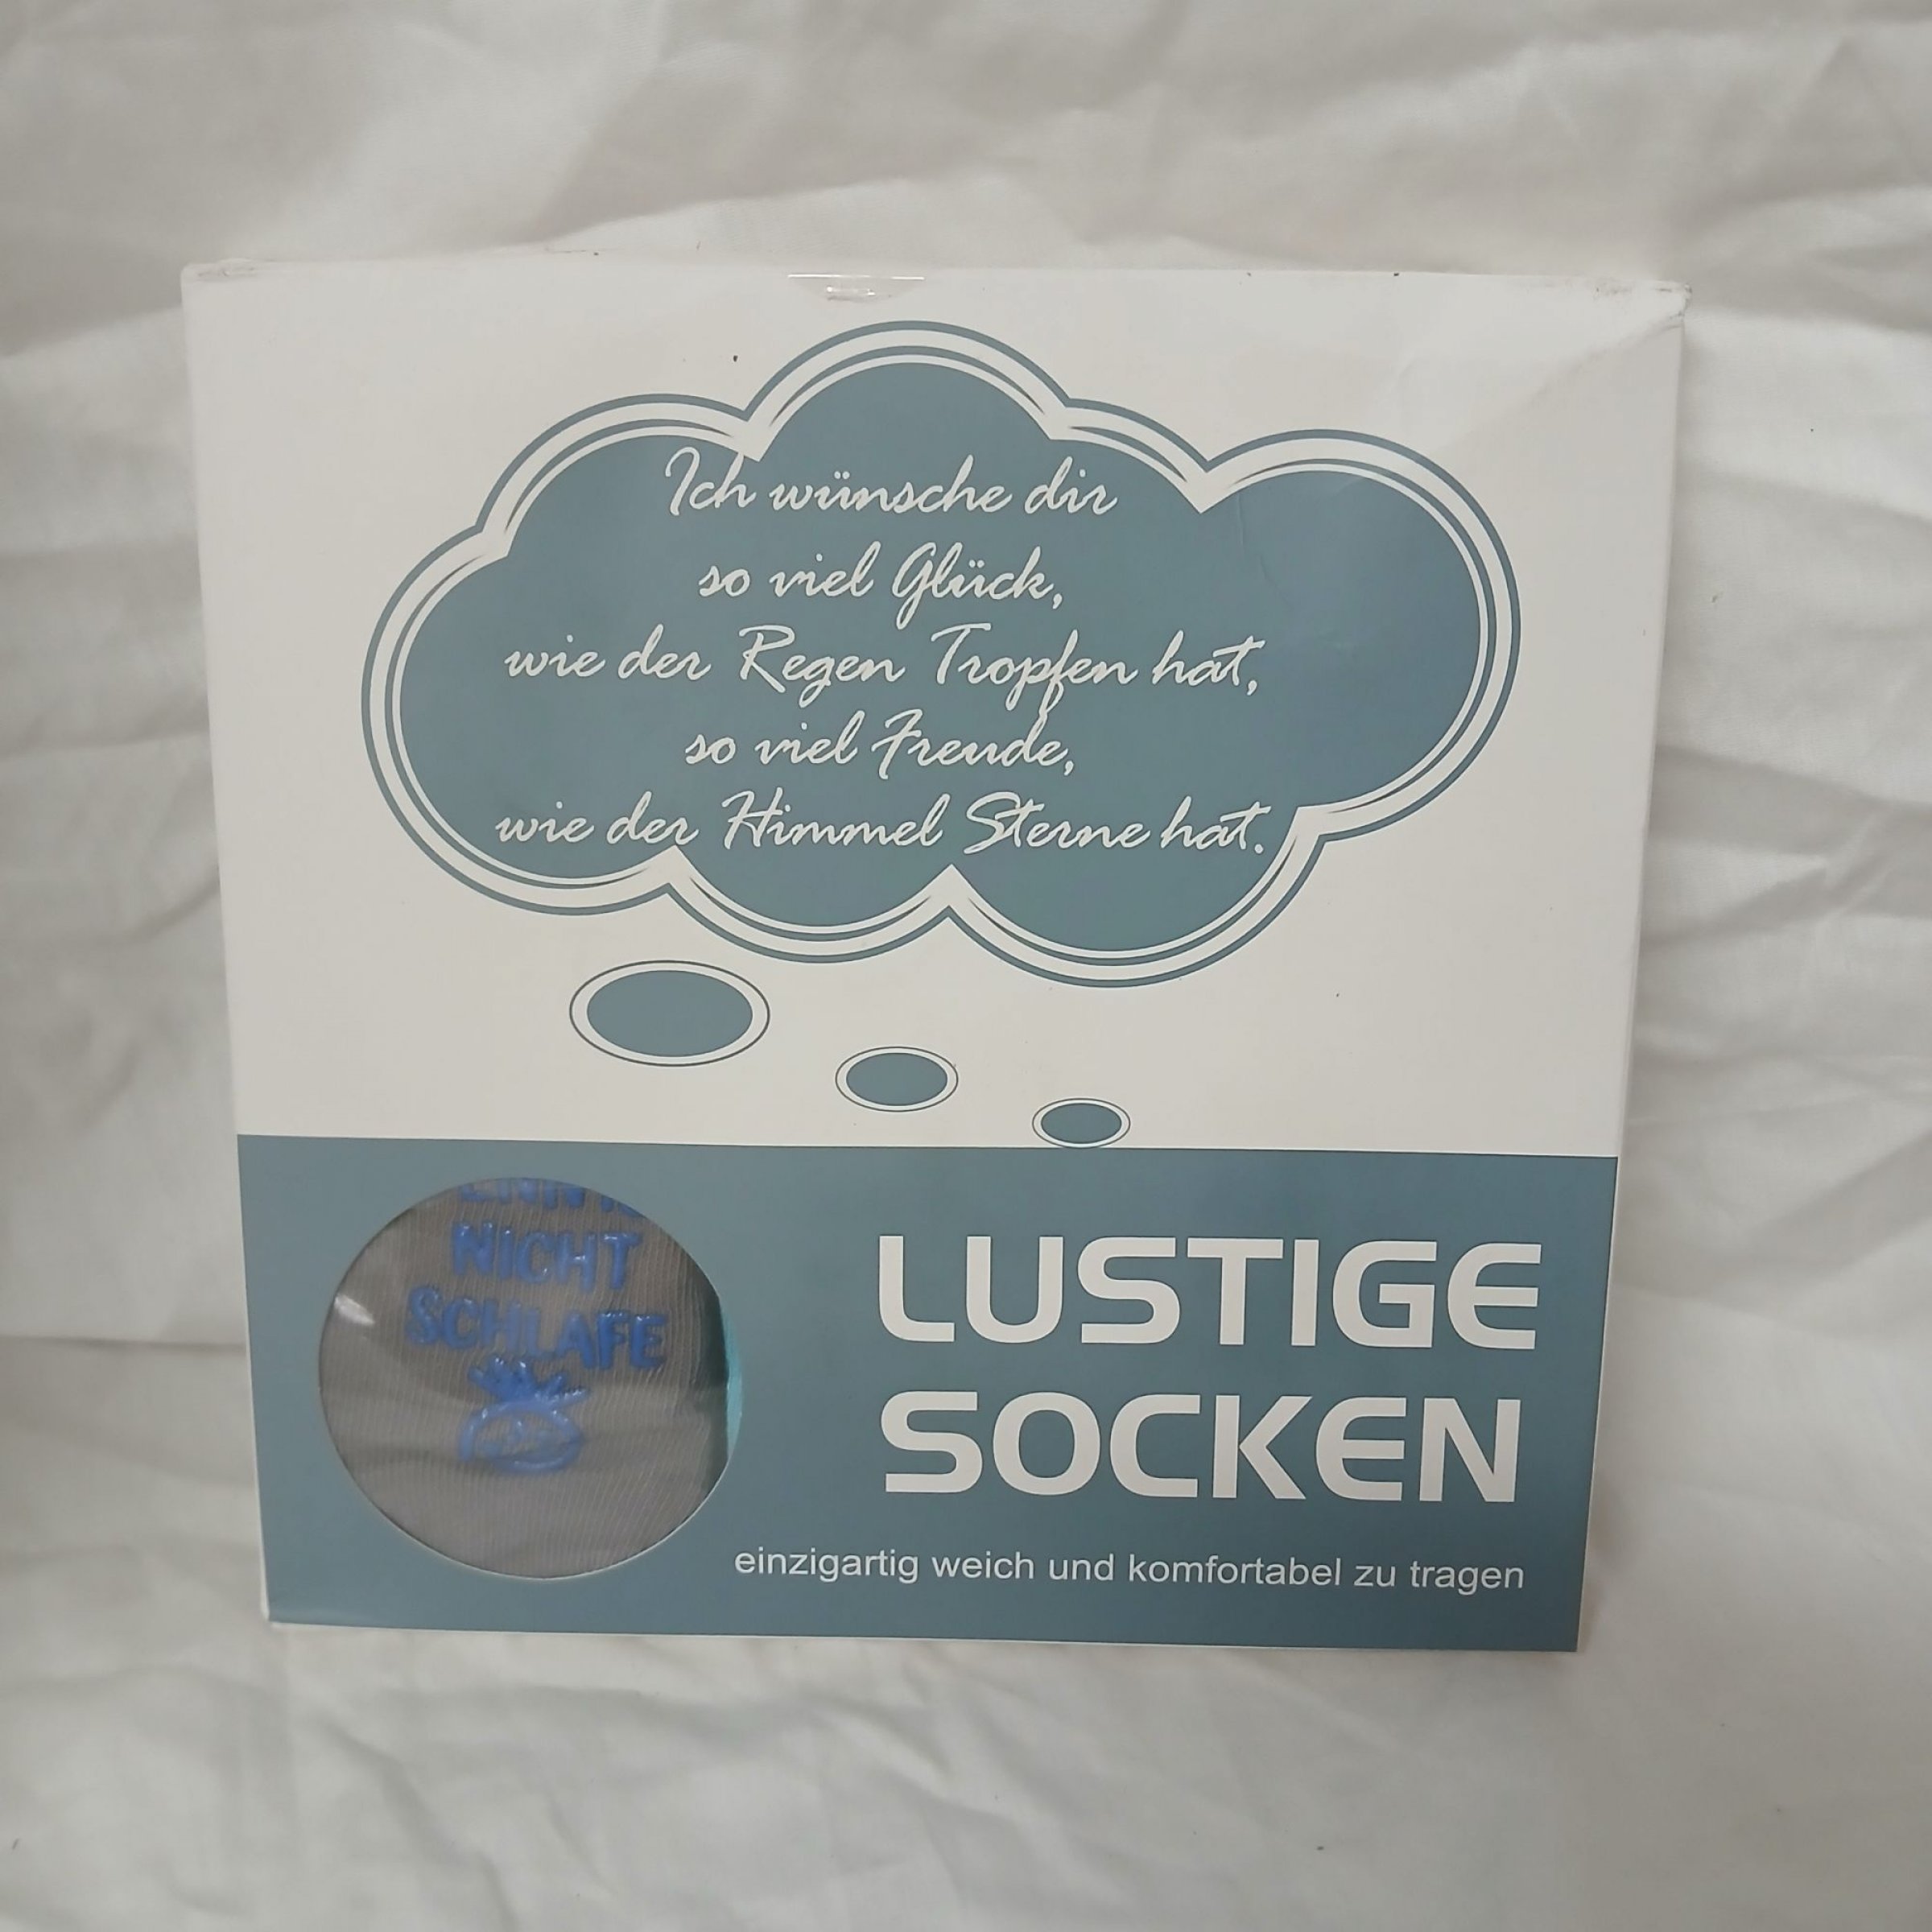 Ich wünsche dir
so viel Glück,
wie der Regen Tropfen hat,
so viel Freude,
wie der Himmel Sterne hat.
NICHT
SCHLAFE
LUSTIGE
SOCKEN
einzigartig weich und komfortabel zu tragen